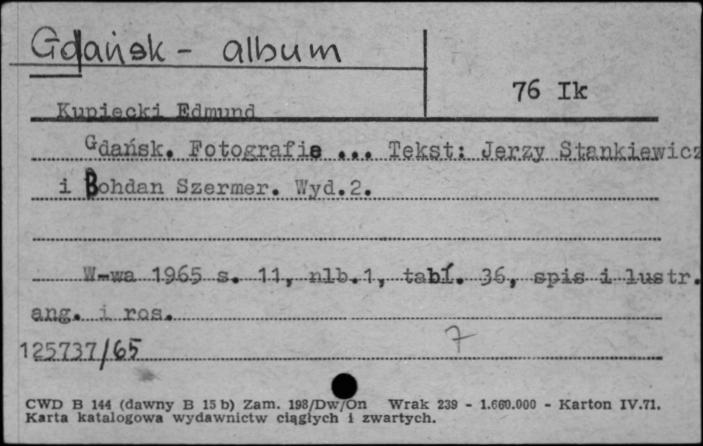 Gdańsk - album
76 Ik
Kupiecki Edmund
Gdańsk. Fotografie ... Tekst: Jerzy Stankiewicz
i Bohdan Szermer. Wyd.2.
W-wa 1965 s. 11, nlb.1, tabl. 36, spis i lustr.
ang. i ros.
125737/65
7
CWD B 144 (dawny B 15 b) Zam. 198/Dw/On Wrak 239 - 1.660.000 - Karton IV.71.
Karta katalogowa wydawnictw ciągłych i zwartych.